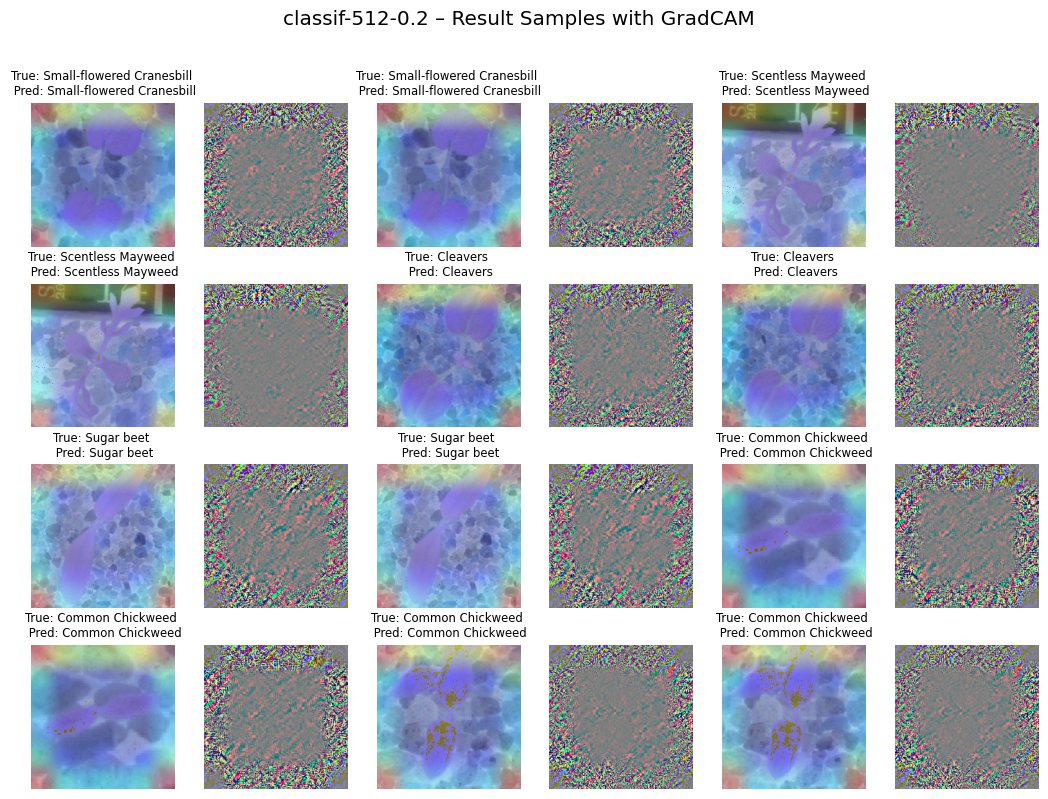 classif-512-0.2 – Result Samples with GradCAM
True: Small-flowered Cranesbill
Pred: Small-flowered Cranesbill
True: Small-flowered Cranesbill
Pred: Small-flowered Cranesbill
True: Scentless Mayweed
Pred: Scentless Mayweed
True: Scentless Mayweed
Pred: Scentless Mayweed
True: Cleavers
Pred: Cleavers
True: Cleavers
Pred: Cleavers
True: Sugar beet
Pred: Sugar beet
True: Sugar beet
Pred: Sugar beet
True: Common Chickweed
Pred: Common Chickweed
True: Common Chickweed
Pred: Common Chickweed
True: Common Chickweed
Pred: Common Chickweed
True: Common Chickweed
Pred: Common Chickweed